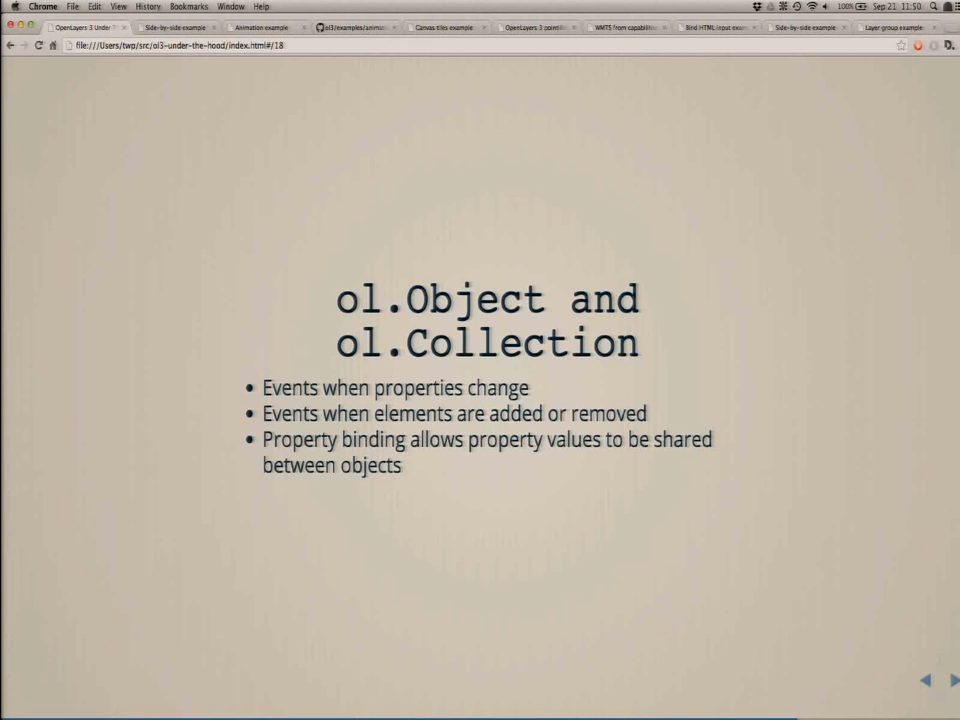 Chrome File Edit View History Bookmarks Window Help 100% Sep 21 11:50
OpenLayers 3 Under Side-by-side example Animation example ol3/examples/anima Canvas tiles example OpenLayers 3 point WMTS from capabiliti Bind HTML input exam Side-by-side example Layer group example
file:///Users/twp/src/ol3-under-the-hood/index.html#/18
ol.Object and
ol.Collection
• Events when properties change
• Events when elements are added or removed
• Property binding allows property values to be shared
between objects